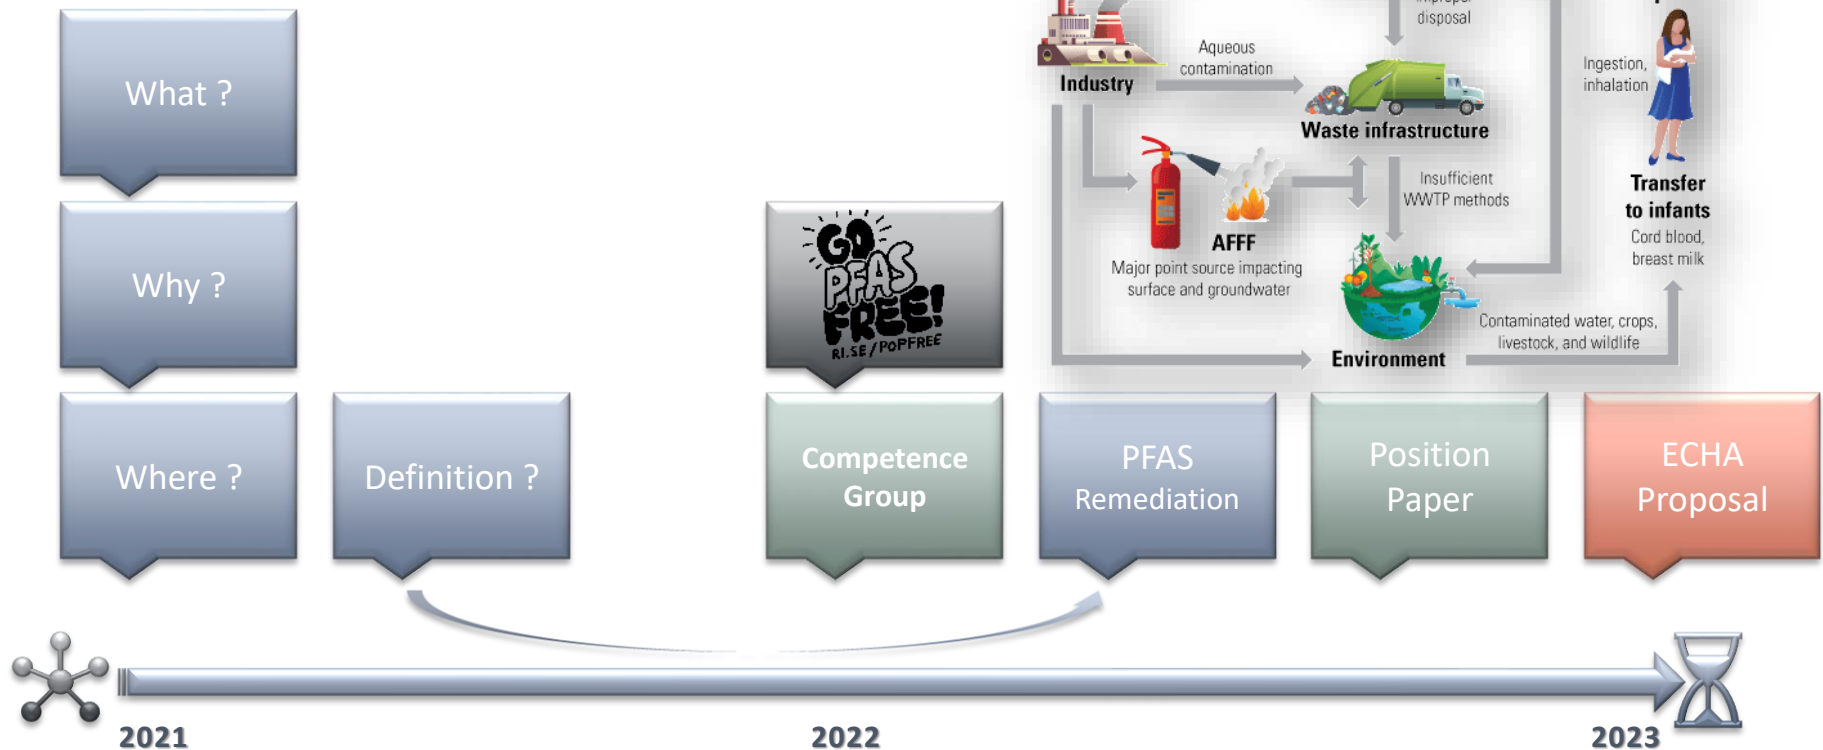 What ?
Why ?
Where ?
Definition ?
GO
PFAS
FREE!
RI.SE/POPFREE
Competence
Group
PFAS
Remediation
Position
Paper
ECHA
Proposal
disposal
Aqueous
contamination
Industry
Waste infrastructure
Ingestion,
inhalation
Insufficient
WWTP methods
Transfer
to infants
Cord blood,
breast milk
AFFF
Major point source impacting
surface and groundwater
Contaminated water, crops,
livestock, and wildlife
Environment
2021
2022
2023